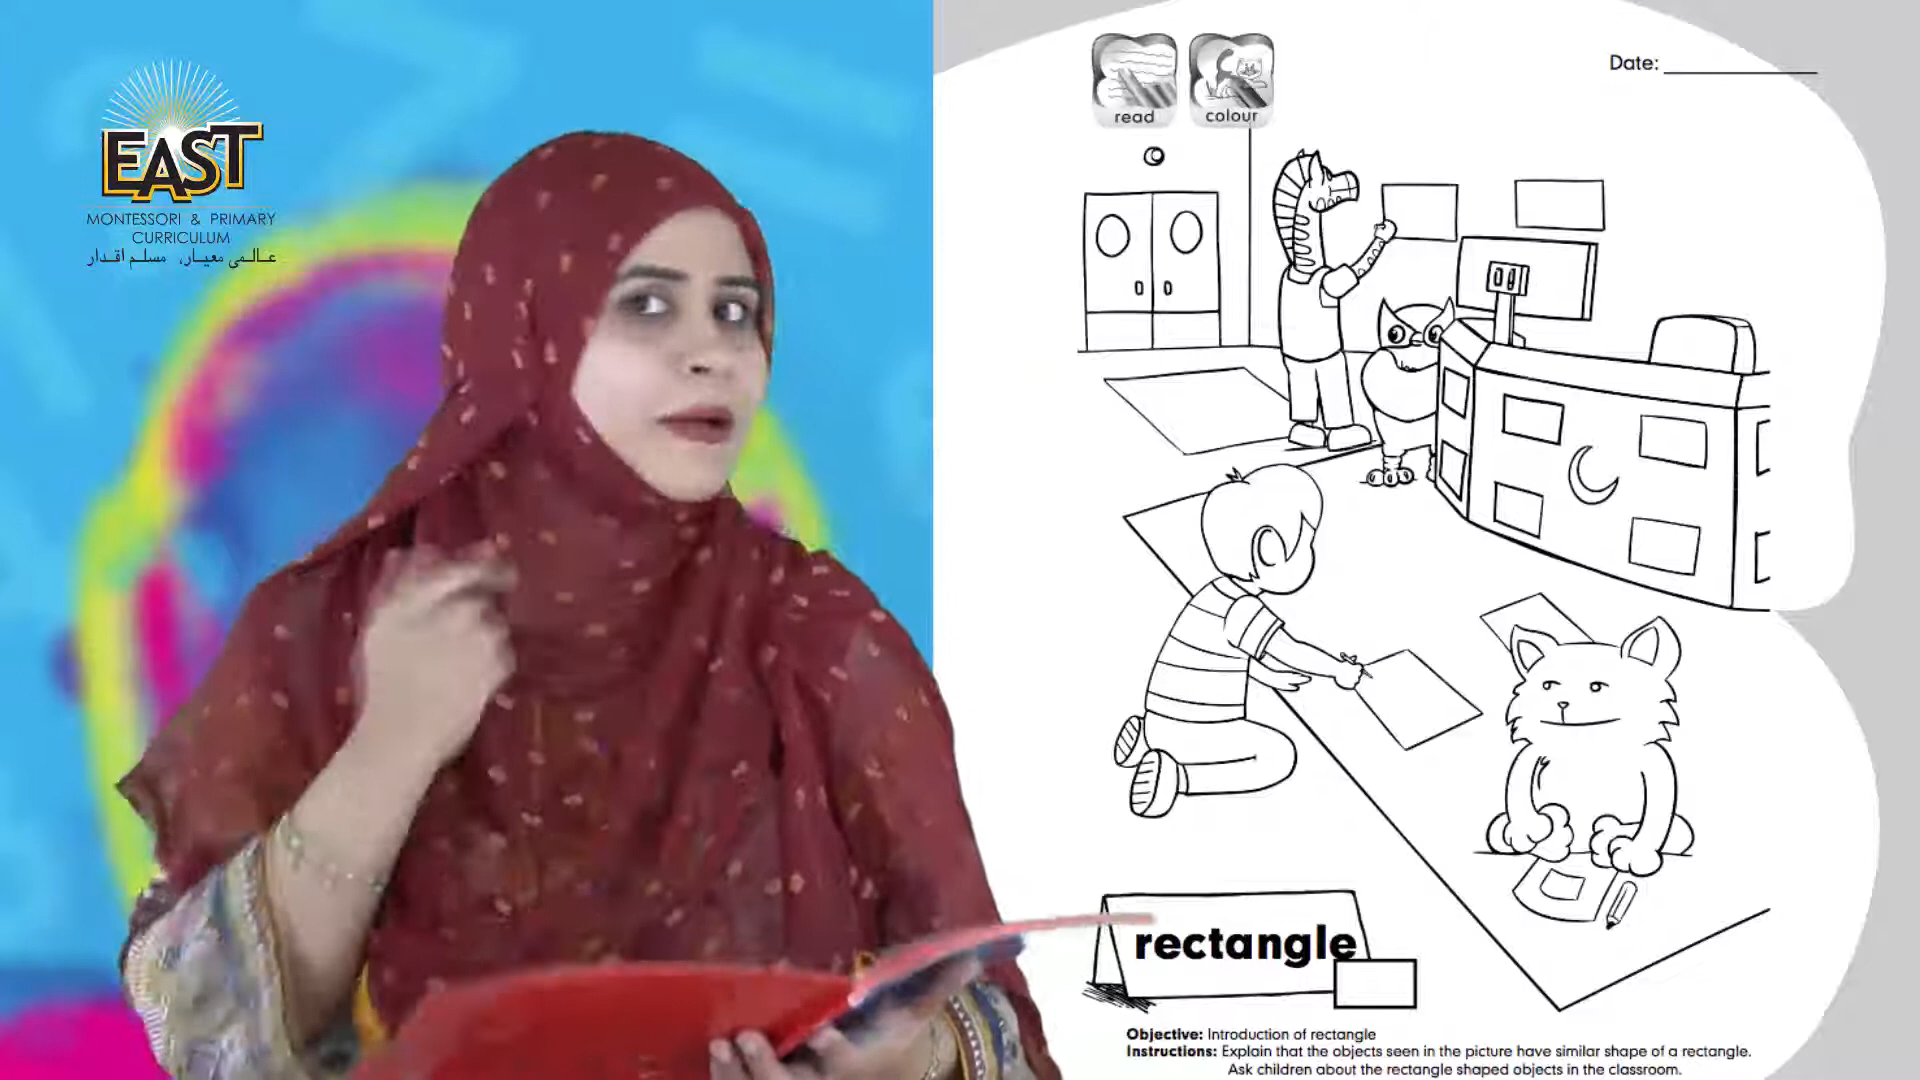 EAST
MONTESSORI & PRIMARY
CURRICULUM
عالمی معیار، مسلم اقدار
read
colour
Date:
rectangle
Objective: Introduction of rectangle
Instructions: Explain that the objects seen in the picture have similar shape of a rectangle.
Ask children about the rectangle shaped objects in the classroom.